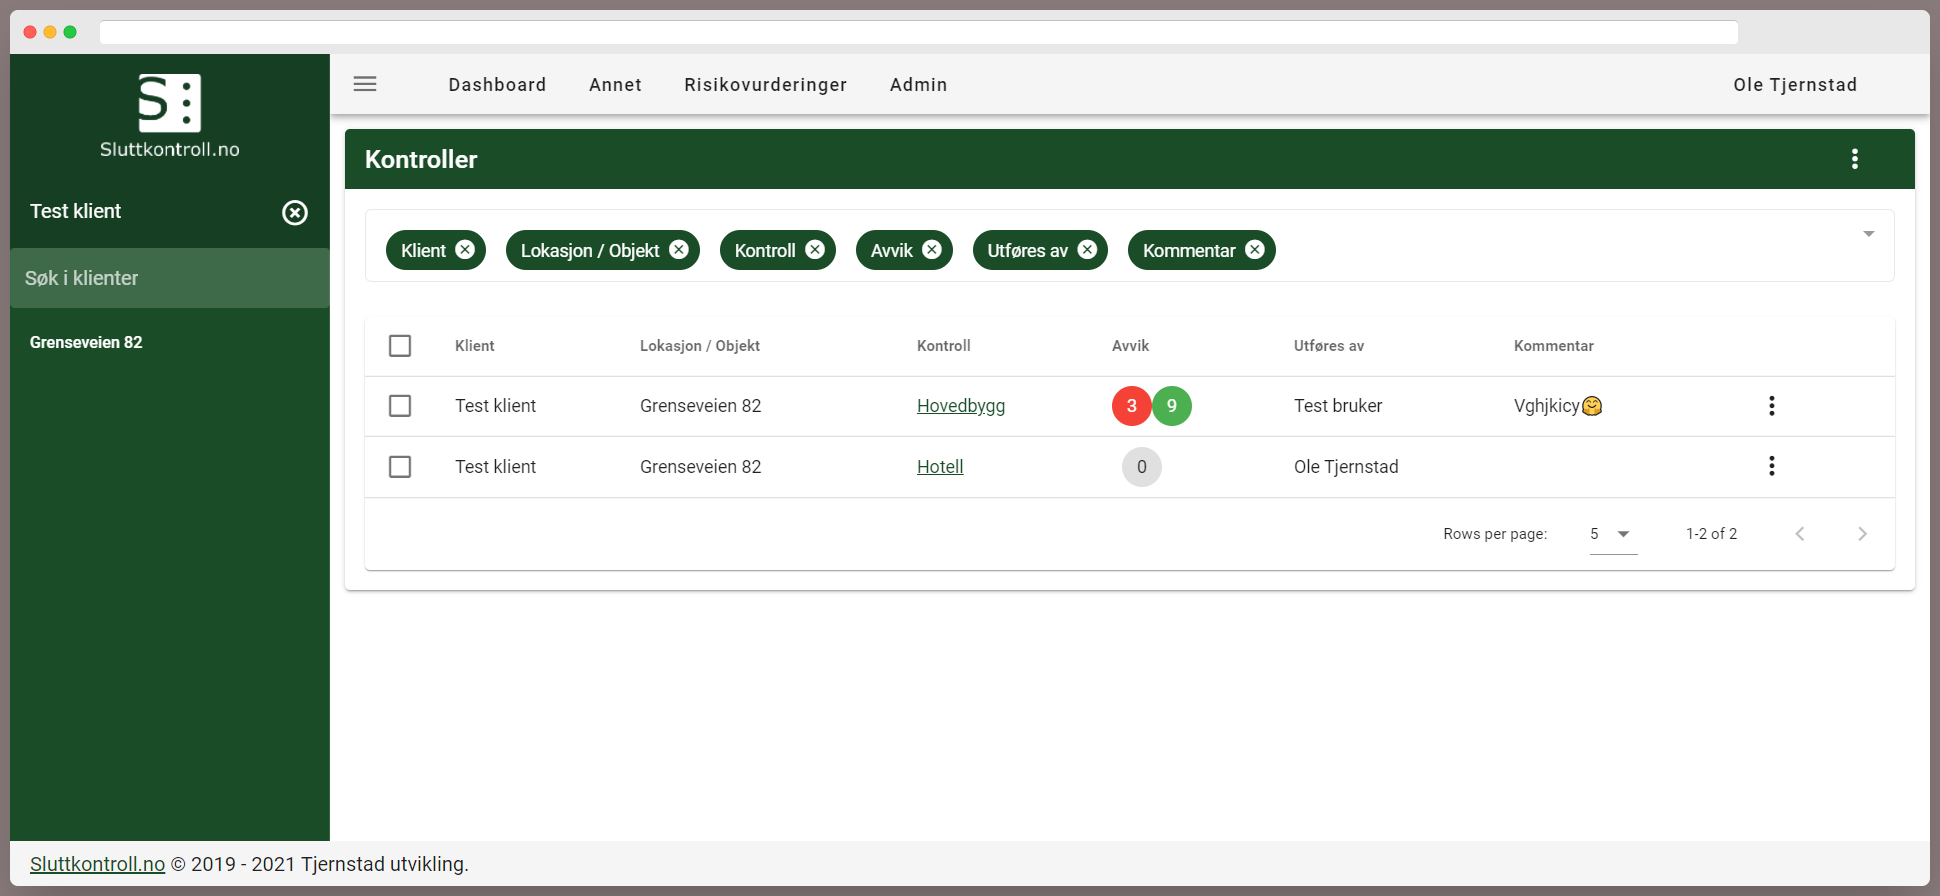 S:
Sluttkontroll.no
Test klient
Søk i klienter
Grenseveien 82
Dashboard Annet Risikovurderinger Admin Ole Tjernstad
Kontroller
Klient Lokasjon / Objekt Kontroll Avvik Utføres av Kommentar
Klient Lokasjon / Objekt Kontroll Avvik Utføres av Kommentar
Test klient Grenseveien 82 Hovedbygg 3 9 Test bruker Vghjkicy🤗
Test klient Grenseveien 82 Hotell 0 Ole Tjernstad
Rows per page: 5 1-2 of 2
Sluttkontroll.no © 2019 - 2021 Tjernstad utvikling.